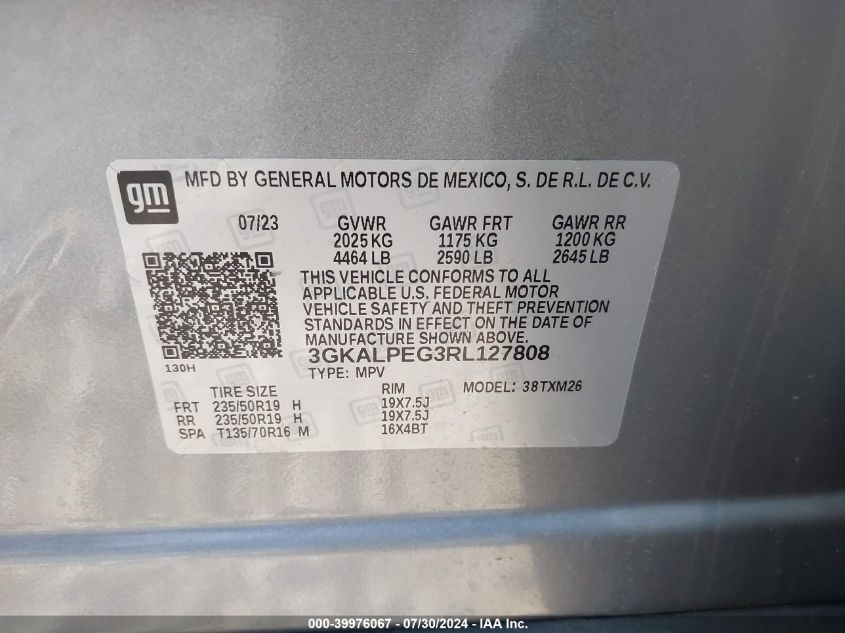 gm
MFD BY GENERAL MOTORS DE MEXICO, S. DE R.L. DE C.V.
07/23 GVWR GAWR FRT GAWR RR
2025 KG 1175 KG 1200 KG
4464 LB 2590 LB 2645 LB
THIS VEHICLE CONFORMS TO ALL
APPLICABLE U.S. FEDERAL MOTOR
VEHICLE SAFETY AND THEFT PREVENTION
STANDARDS IN EFFECT ON THE DATE OF
MANUFACTURE SHOWN ABOVE.
130H
3GKALPEG3RL127808
TYPE: MPV MODEL: 38TXM26
TIRE SIZE RIM
FRT 235/50R19 H 19X7.5J
RR 235/50R19 H 19X7.5J
SPA T135/70R16 M 16X4BT
000-39976067 - 07/30/2024 - IAA Inc.